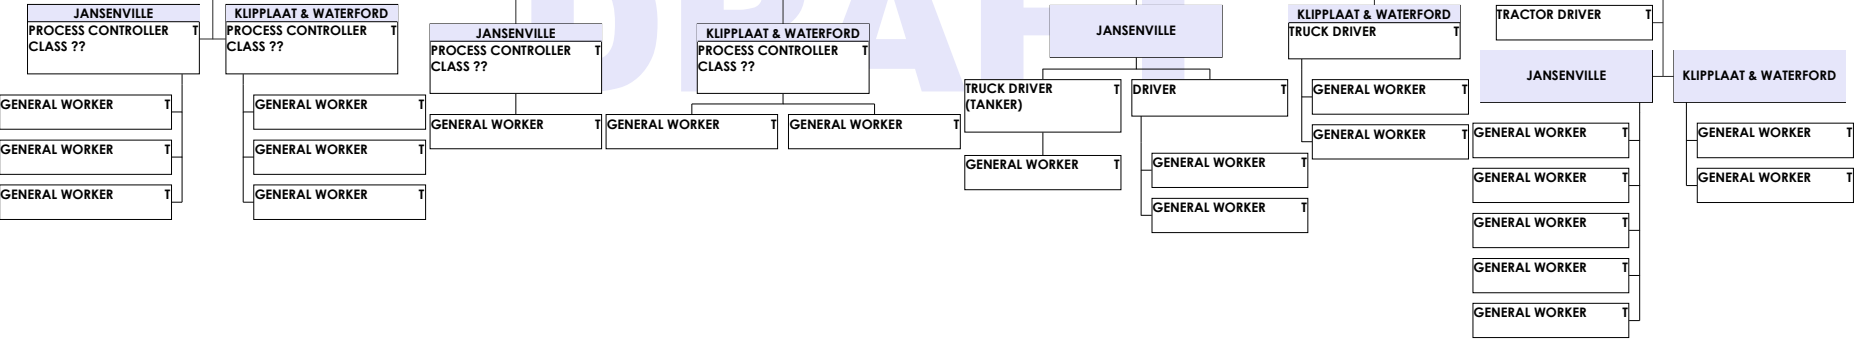 JANSENVILLE
PROCESS CONTROLLER T
CLASS ??
GENERAL WORKER T
GENERAL WORKER T
GENERAL WORKER T
KLIPPLAAT & WATERFORD
PROCESS CONTROLLER T
CLASS ??
GENERAL WORKER T
GENERAL WORKER T
GENERAL WORKER T
JANSENVILLE
PROCESS CONTROLLER T
CLASS ??
GENERAL WORKER T
KLIPPLAAT & WATERFORD
PROCESS CONTROLLER T
CLASS ??
GENERAL WORKER T
GENERAL WORKER T
JANSENVILLE
TRUCK DRIVER T
(TANKER)
GENERAL WORKER T
DRIVER T
GENERAL WORKER T
GENERAL WORKER T
KLIPPLAAT & WATERFORD
TRUCK DRIVER T
GENERAL WORKER T
GENERAL WORKER T
TRACTOR DRIVER T
JANSENVILLE
GENERAL WORKER T
GENERAL WORKER T
GENERAL WORKER T
GENERAL WORKER T
GENERAL WORKER T
KLIPPLAAT & WATERFORD
GENERAL WORKER T
GENERAL WORKER T
DRAFT